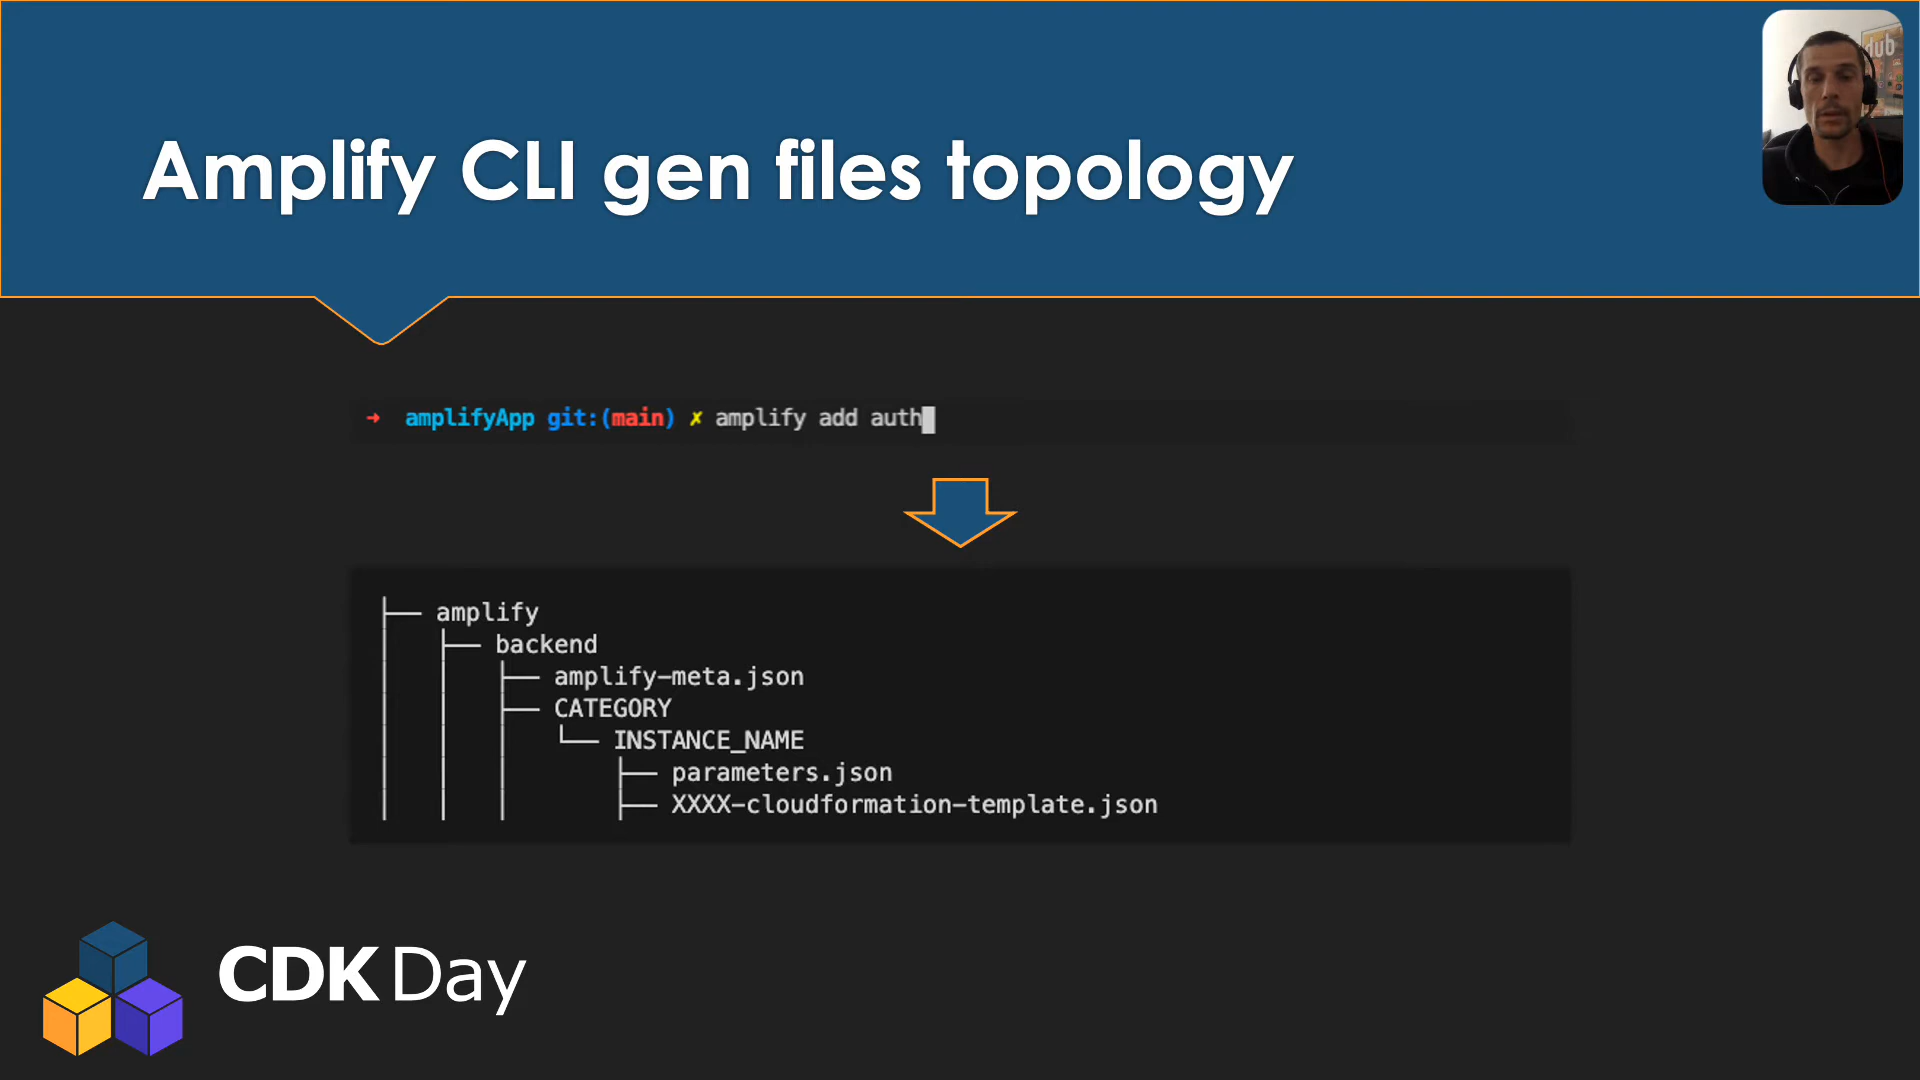 Amplify CLI gen files topology
dub
→ amplifyApp git:(main) ✗ amplify add auth
├── amplify
│ ├── backend
│ │ ├── amplify-meta.json
│ │ ├── CATEGORY
│ │ │ └── INSTANCE_NAME
│ │ │ ├── parameters.json
│ │ │ ├── XXXX-cloudformation-template.json
CDK Day